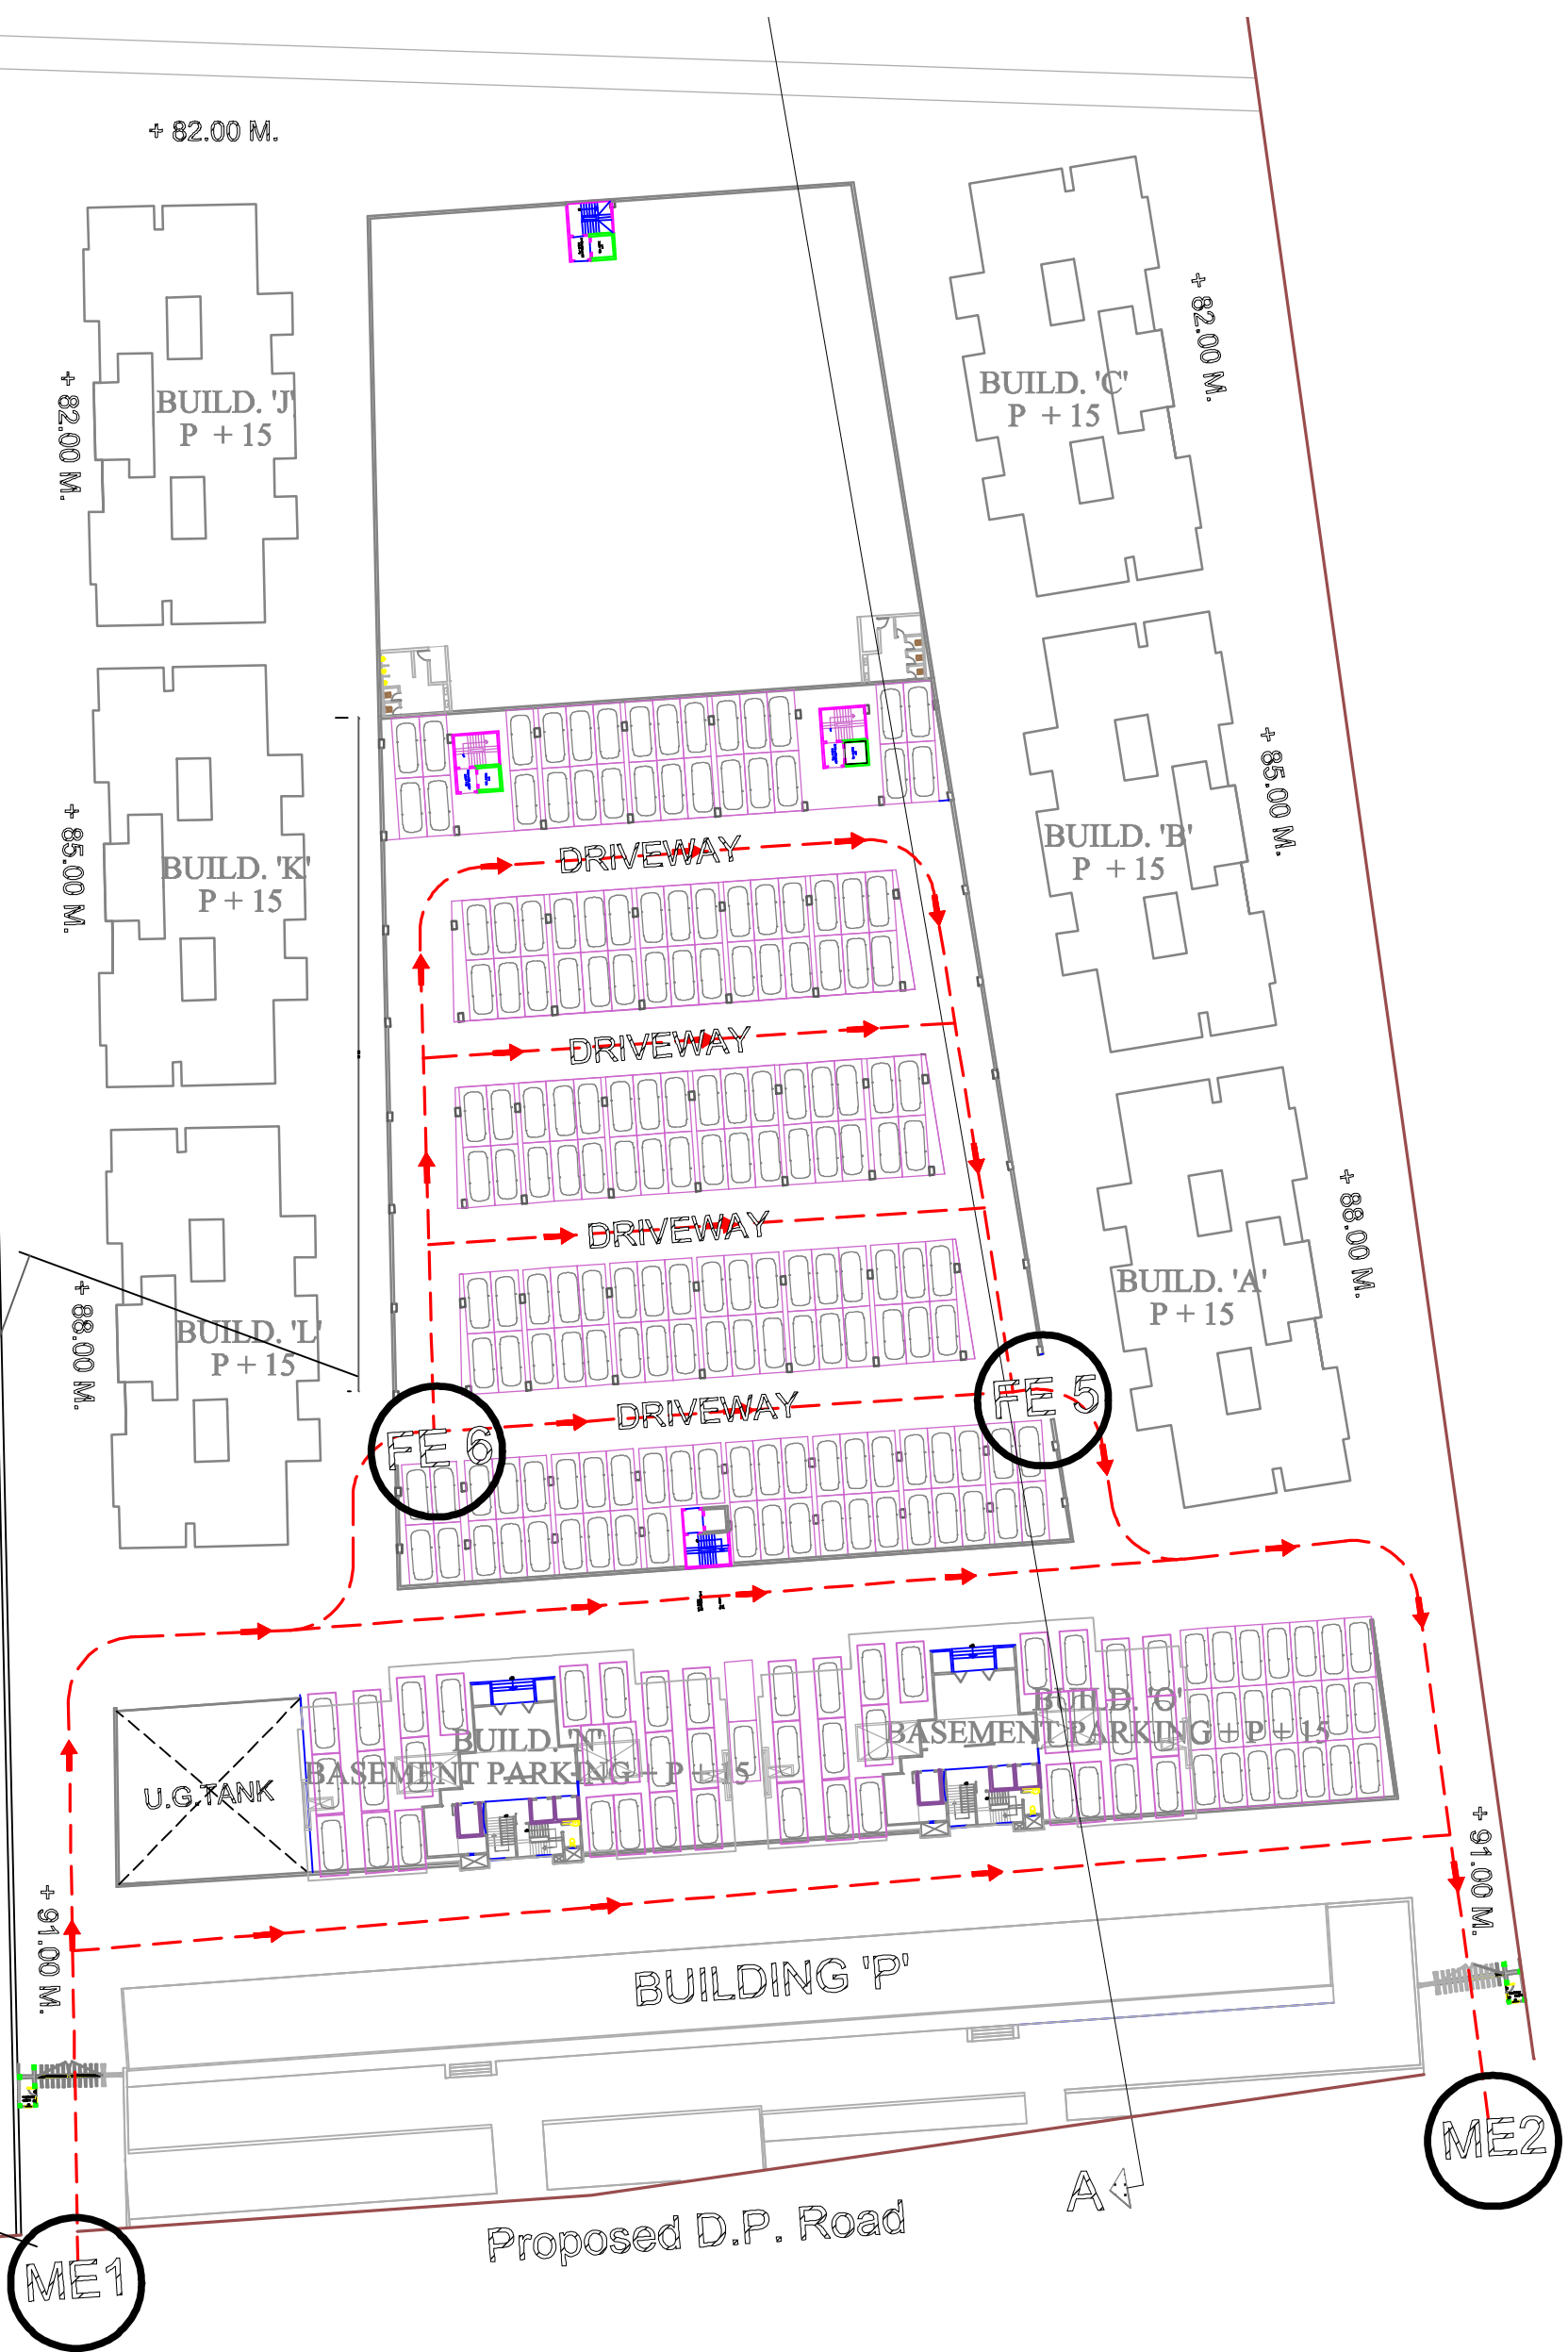 + 82.00 M.
+ 82.00 M.
BUILD. 'J'
P + 15
BUILD. 'C'
P + 15
+ 82.00 M.
+ 85.00 M.
BUILD. 'K'
P + 15
DRIVEWAY
BUILD. 'B'
P + 15
+ 85.00 M.
DRIVEWAY
DRIVEWAY
+ 88.00 M.
BUILD. 'L'
P + 15
BUILD. 'A'
P + 15
+ 88.00 M.
FE 6
DRIVEWAY
FE 5
U.G.TANK
BUILD. 'N'
BASEMENT PARKING + P + 15
BUILD. 'O'
BASEMENT PARKING + P + 15
+ 91.00 M.
+ 91.00 M.
BUILDING 'P'
ME2
A
Proposed D.P. Road
ME1